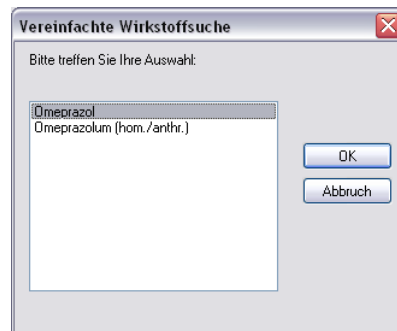 Vereinfachte Wirkstoffsuche
Bitte treffen Sie Ihre Auswahl:
Omeprazol
Omeprazolum (hom./anthr.)
OK
Abbruch